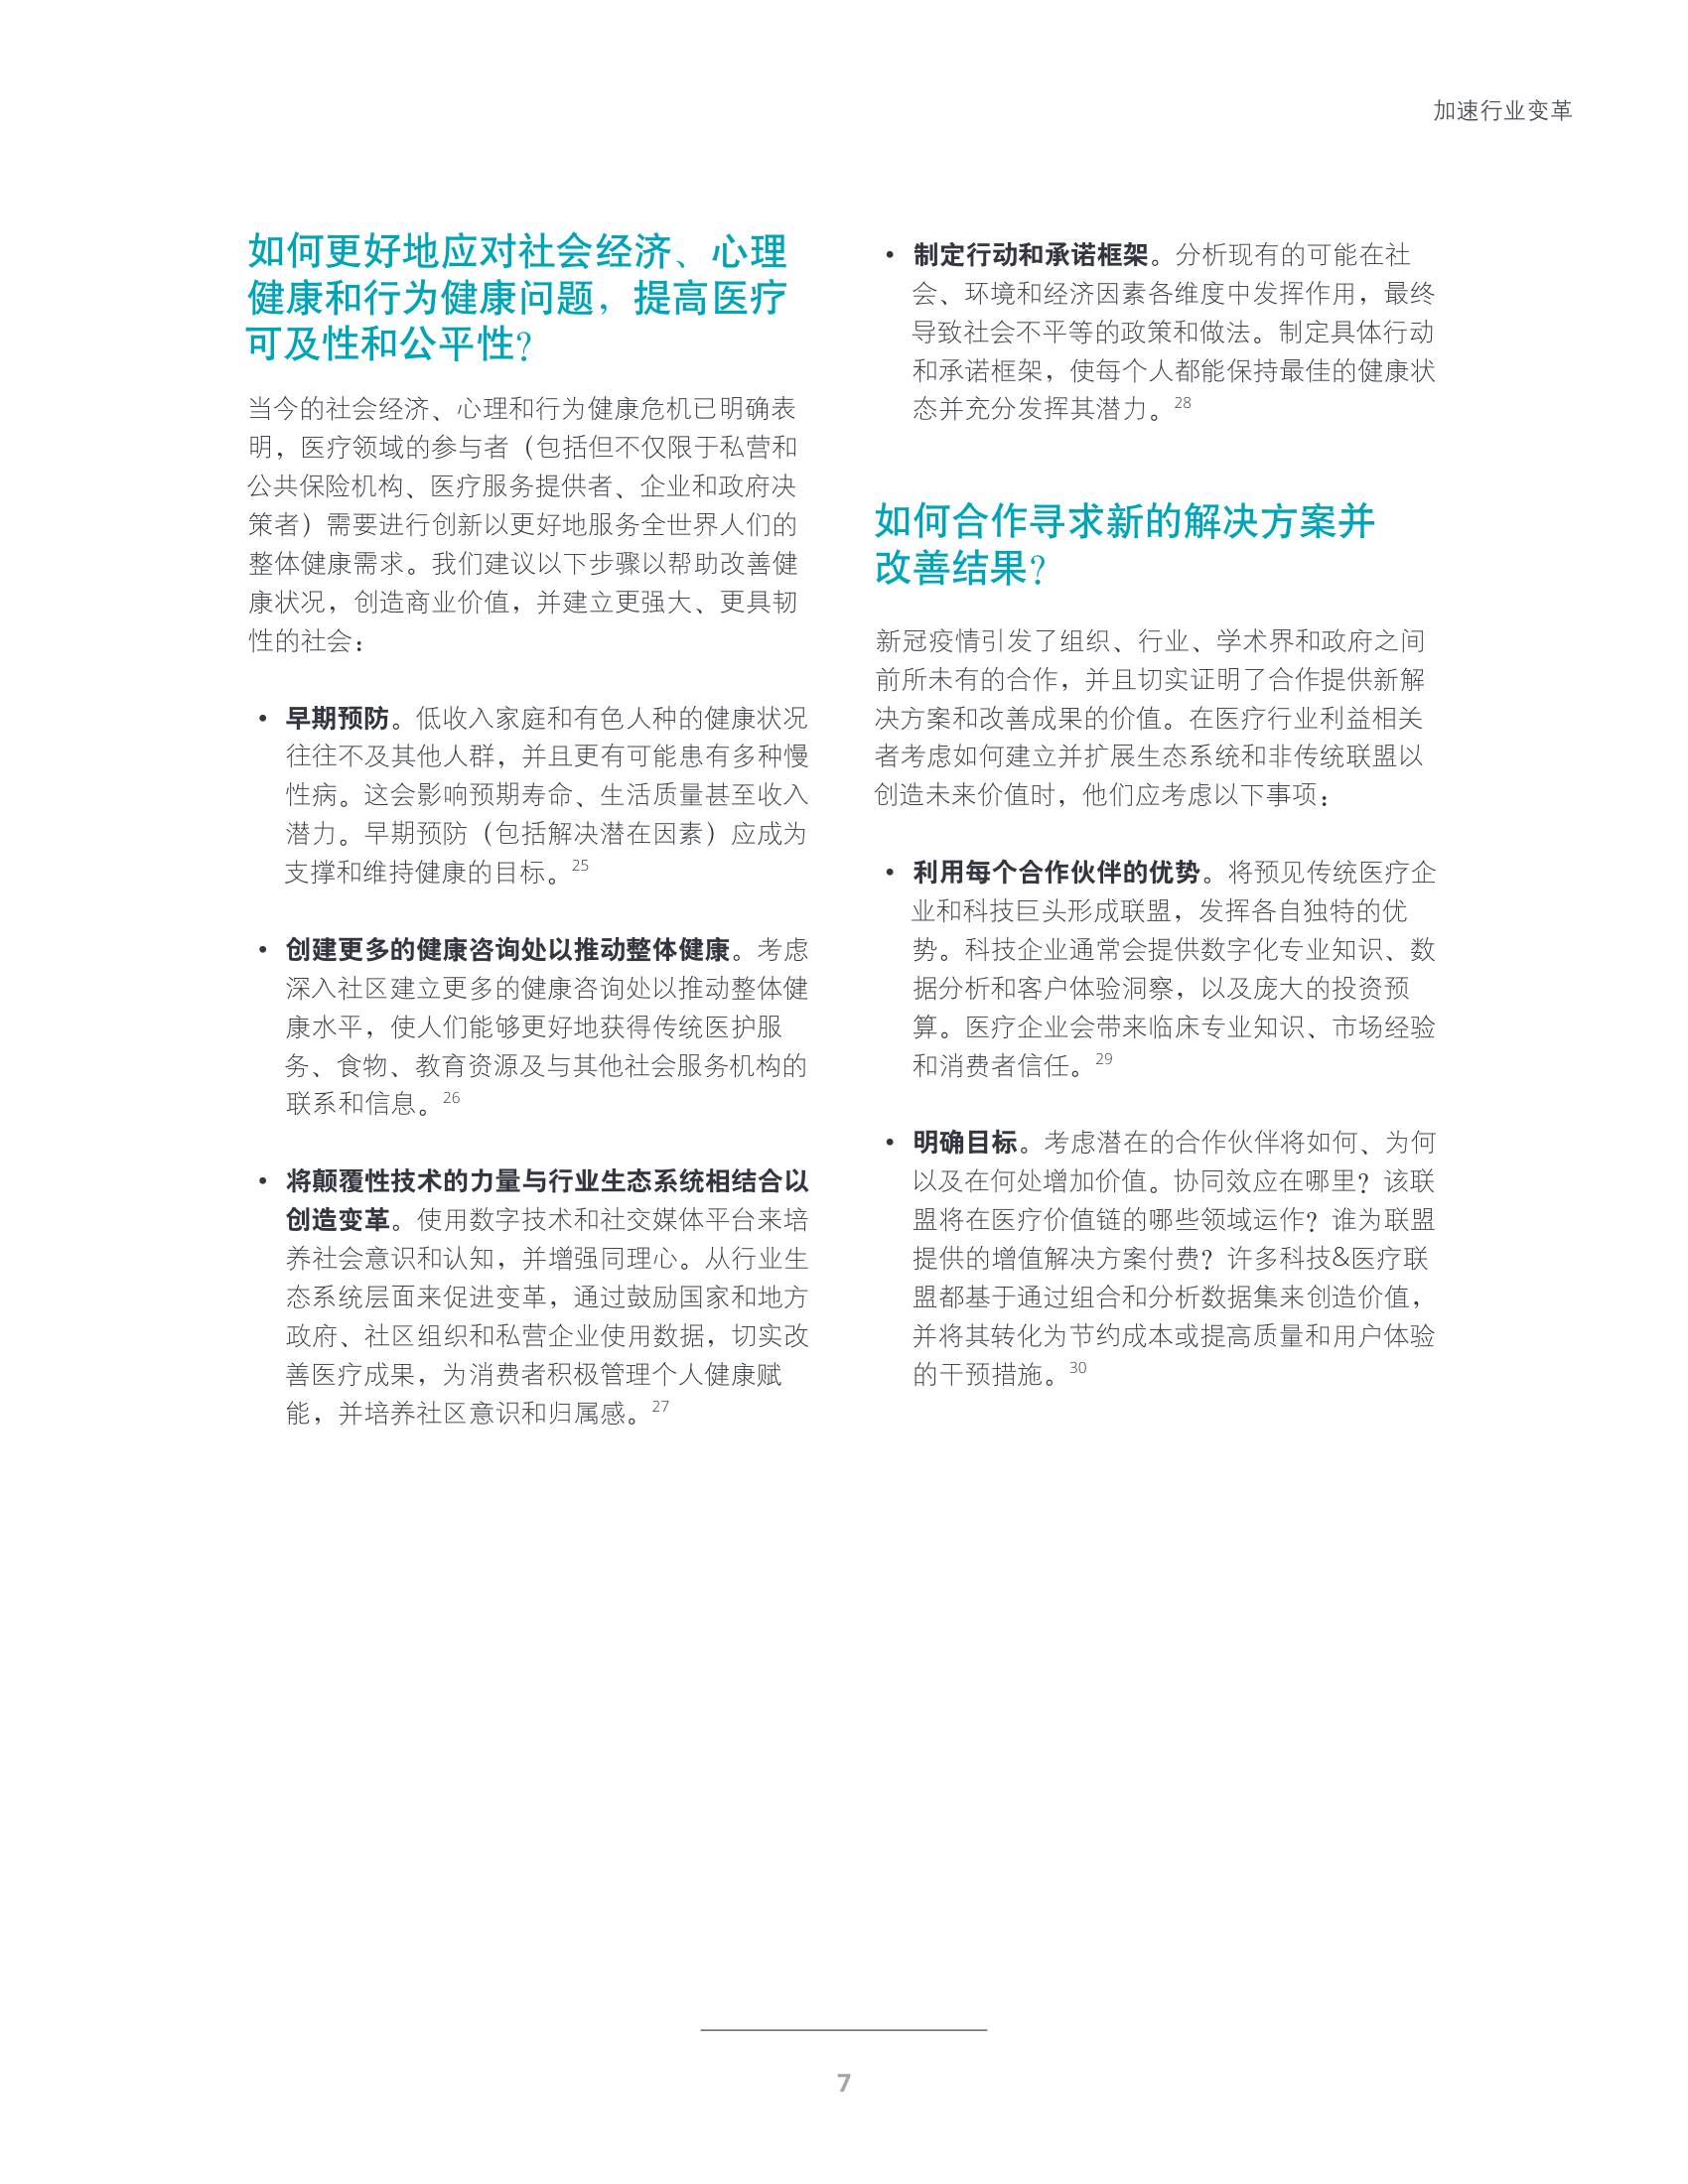 加速行业变革
如何更好地应对社会经济、心理
健康和行为健康问题，提高医疗
可及性和公平性？
当今的社会经济、心理和行为健康危机已明确表
明，医疗领域的参与者（包括但不仅限于私营和
公共保险机构、医疗服务提供者、企业和政府决
策者）需要进行创新以更好地服务全世界人们的
整体健康需求。我们建议以下步骤以帮助改善健
康状况，创造商业价值，并建立更强大、更具韧
性的社会：
• 早期预防。低收入家庭和有色人种的健康状况
往往不及其他人群，并且更有可能患有多种慢
性病。这会影响预期寿命、生活质量甚至收入
潜力。早期预防（包括解决潜在因素）应成为
支撑和维持健康的目标。25
• 创建更多的健康咨询处以推动整体健康。考虑
深入社区建立更多的健康咨询处以推动整体健
康水平，使人们能够更好地获得传统医护服
务、食物、教育资源及与其他社会服务机构的
联系和信息。26
• 将颠覆性技术的力量与行业生态系统相结合以
创造变革。使用数字技术和社交媒体平台来培
养社会意识和认知，并增强同理心。从行业生
态系统层面来促进变革，通过鼓励国家和地方
政府、社区组织和私营企业使用数据，切实改
善医疗成果，为消费者积极管理个人健康赋
能，并培养社区意识和归属感。27
• 制定行动和承诺框架。分析现有的可能在社
会、环境和经济因素各维度中发挥作用，最终
导致社会不平等的政策和做法。制定具体行动
和承诺框架，使每个人都能保持最佳的健康状
态并充分发挥其潜力。28
如何合作寻求新的解决方案并
改善结果？
新冠疫情引发了组织、行业、学术界和政府之间
前所未有的合作，并且切实证明了合作提供新解
决方案和改善成果的价值。在医疗行业利益相关
者考虑如何建立并扩展生态系统和非传统联盟以
创造未来价值时，他们应考虑以下事项：
• 利用每个合作伙伴的优势。将预见传统医疗企
业和科技巨头形成联盟，发挥各自独特的优
势。科技企业通常会提供数字化专业知识、数
据分析和客户体验洞察，以及庞大的投资预
算。医疗企业会带来临床专业知识、市场经验
和消费者信任。29
• 明确目标。考虑潜在的合作伙伴将如何、为何
以及在何处增加价值。协同效应在哪里？该联
盟将在医疗价值链的哪些领域运作？谁为联盟
提供的增值解决方案付费？许多科技&医疗联
盟都基于通过组合和分析数据集来创造价值，
并将其转化为节约成本或提高质量和用户体验
的干预措施。30
7